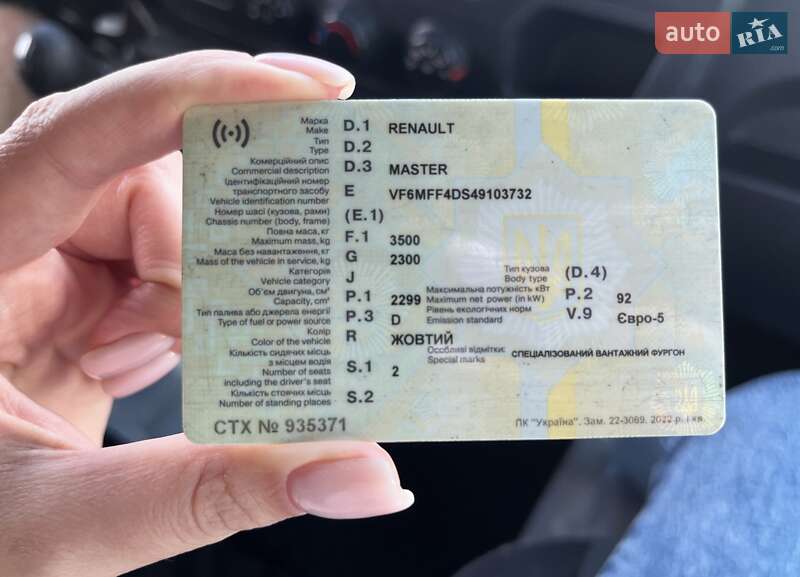 auto RIA.com
Марка
Make D.1 RENAULT
Тип
Type D.2
Комерційний опис
Commercial description D.3 MASTER
Ідентифікаційний номер
транспортного засобу
Vehicle identification number E VF6MFF4DS49103732
Номер шасі (кузова, рами)
Chassis number (body, frame) (E.1)
Повна маса, кг
Maximum mass, kg F.1 3500
Маса без навантаження, кг
Mass of the vehicle in service, kg G 2300
Категорія
Vehicle category J
Тип кузова
Body type (D.4)
Об'єм двигуна, см³
Capacity, cm³ P.1 2299
Максимальна потужність кВт
Maximum net power (in kW) P.2 92
Тип палива або джерела енергії
Type of fuel or power source P.3 D
Рівень екологічних норм
Emission standard V.9 Євро-5
Колір
Color of the vehicle R ЖОВТИЙ
Особливі відмітки:
Special marks СПЕЦІАЛІЗОВАНИЙ ВАНТАЖНИЙ ФУРГОН
Кількість сидячих місць
з місцем водія
Number of seats
including the driver's seat S.1 2
Кількість стоячих місць
Number of standing places S.2
СТХ № 935371
ПК "Україна". Зам. 22-3069. 2022 р. І кв.